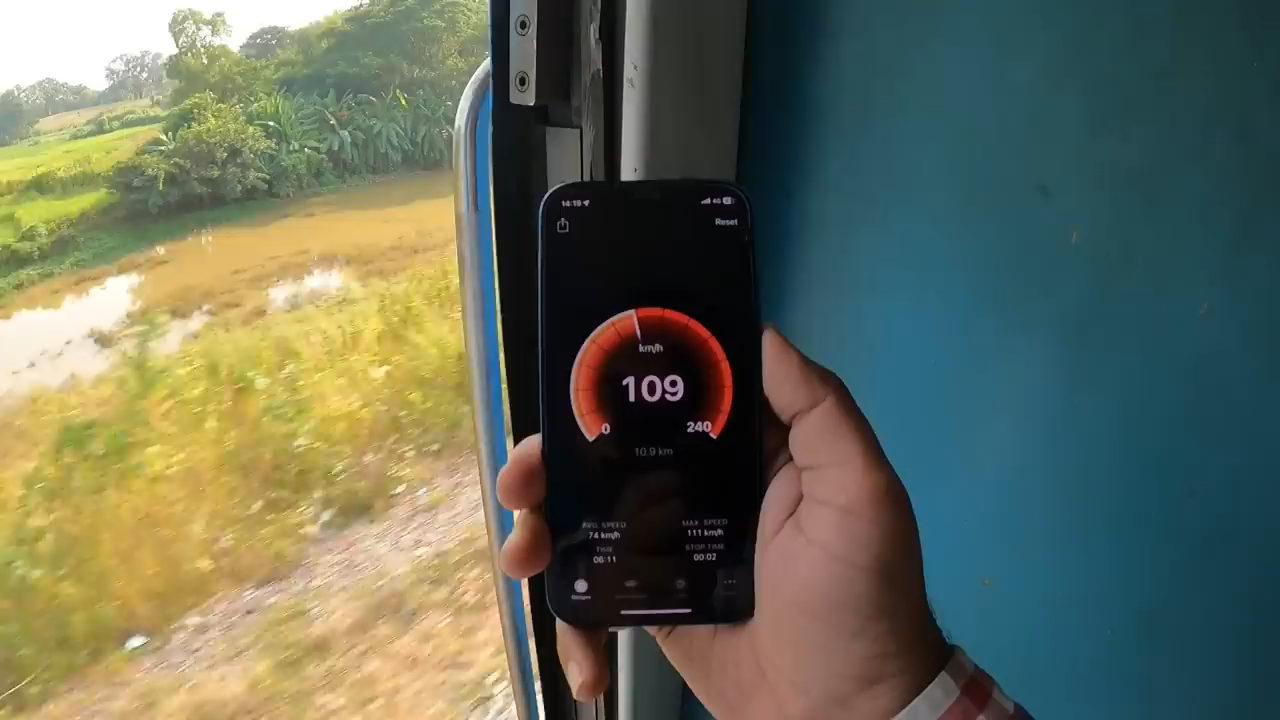 14:19 4G
Reset
km/h
109
0 240
10.9 km
AVG. SPEED MAX. SPEED
74 km/h 111 km/h
TIME STOP TIME
06:11 00:02